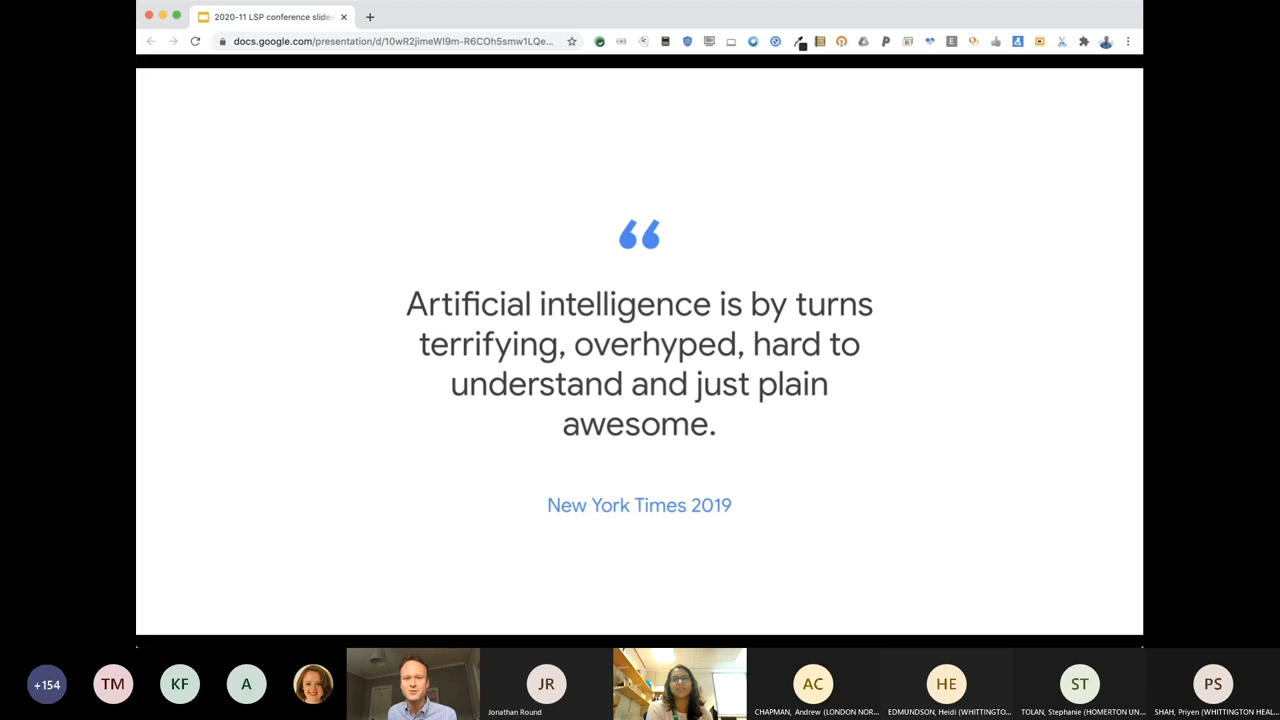 2020-11 LSP conference slides
docs.google.com/presentation/d/10wR2jimeWI9m-R6COh5smw1LQe...
“
Artificial intelligence is by turns
terrifying, overhyped, hard to
understand and just plain
awesome.
New York Times 2019
+154
TM
KF
A
JR
Jonathan Round
AC
CHAPMAN, Andrew (LONDON NOR...
HE
EDMUNDSON, Heidi (WHITTINGTO...
ST
TOLAN, Stephanie (HOMERTON UN...
PS
SHAH, Priyen (WHITTINGTON HEAL...